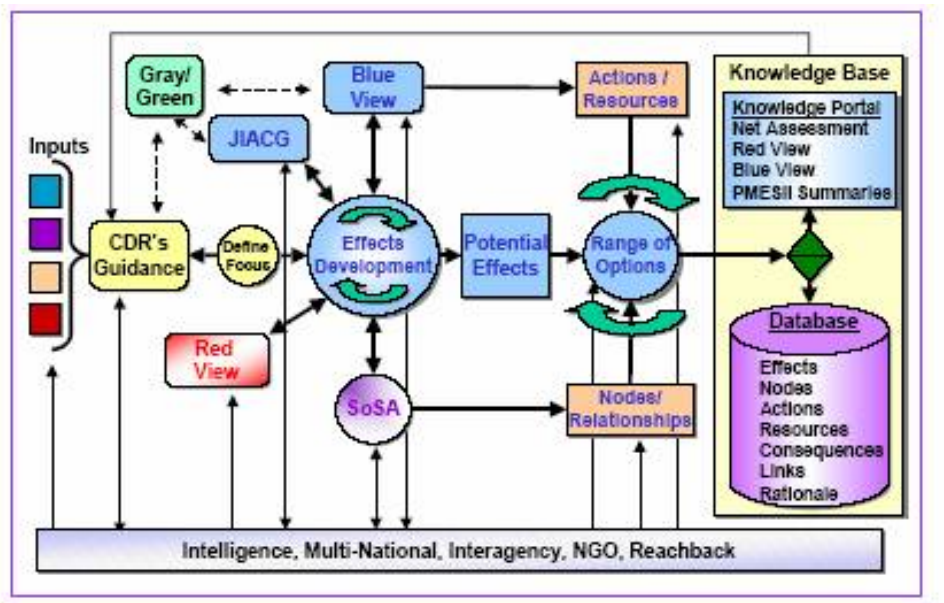 Gray/
Green
Blue
View
Actions /
Resources
Knowledge Base
Knowledge Portal
Net Assessment
Red View
Blue View
PMESII Summaries
JIACG
Inputs
CDR's
Guidance
Define
Focus
Effects
Development
Potential
Effects
Range of
Options
Red
View
SoSA
Nodes/
Relationships
Database
Effects
Nodes
Actions
Resources
Consequences
Links
Rationale
Intelligence, Multi-National, Interagency, NGO, Reachback